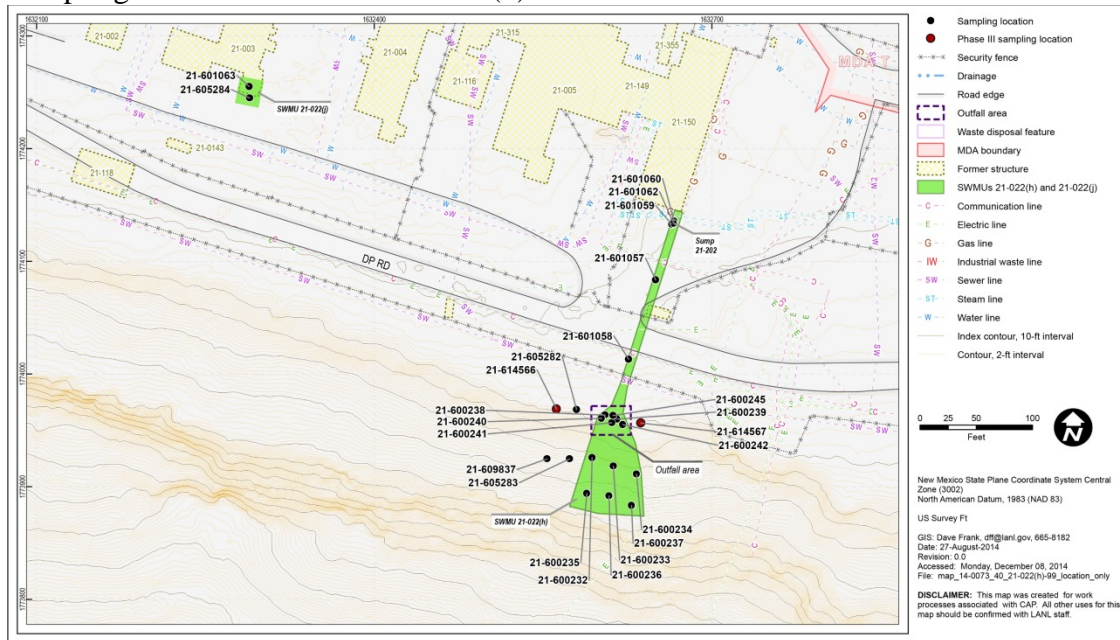 1632100
1632400
1632700
1774300
1774200
1774100
1774000
1773900
1773800
21-002
21-003
21-004
21-315
21-116
21-005
21-355
21-149
21-150
MDA T
21-601063
21-605284
SWMU 21-022(j)
21-0143
21-118
21-601060
21-601062
21-601059
Sump
21-202
21-601057
DP RD
21-601058
21-605282
21-614566
21-600238
21-600240
21-600241
21-600245
21-600239
21-614567
21-600242
21-609837
21-605283
Outfall area
SWMU 21-022(h)
21-600234
21-600237
21-600235
21-600233
21-600232
21-600236
Sampling location
Phase III sampling location
Security fence
Drainage
Road edge
Outfall area
Waste disposal feature
MDA boundary
Former structure
SWMUs 21-022(h) and 21-022(j)
C Communication line
E Electric line
G Gas line
IW Industrial waste line
SW Sewer line
ST Steam line
W Water line
Index contour, 10-ft interval
Contour, 2-ft interval
0 20 40 60 80 100
Feet
N
New Mexico State Plane Coordinate System Central
Zone (3002)
North American Datum, 1983 (NAD 83)
US Survey Ft
GIS: Dave Frank, dff@lanl.gov, 665-8182
Date: 27-August-2014
Revision: 0.0
Accessed: Monday, December 08, 2014
File: map_14-0073_40_21-022(h)-99_location_only
DISCLAIMER: This map was created for work
processes associated with CAP. All other uses for this
map should be confirmed with LANL staff.